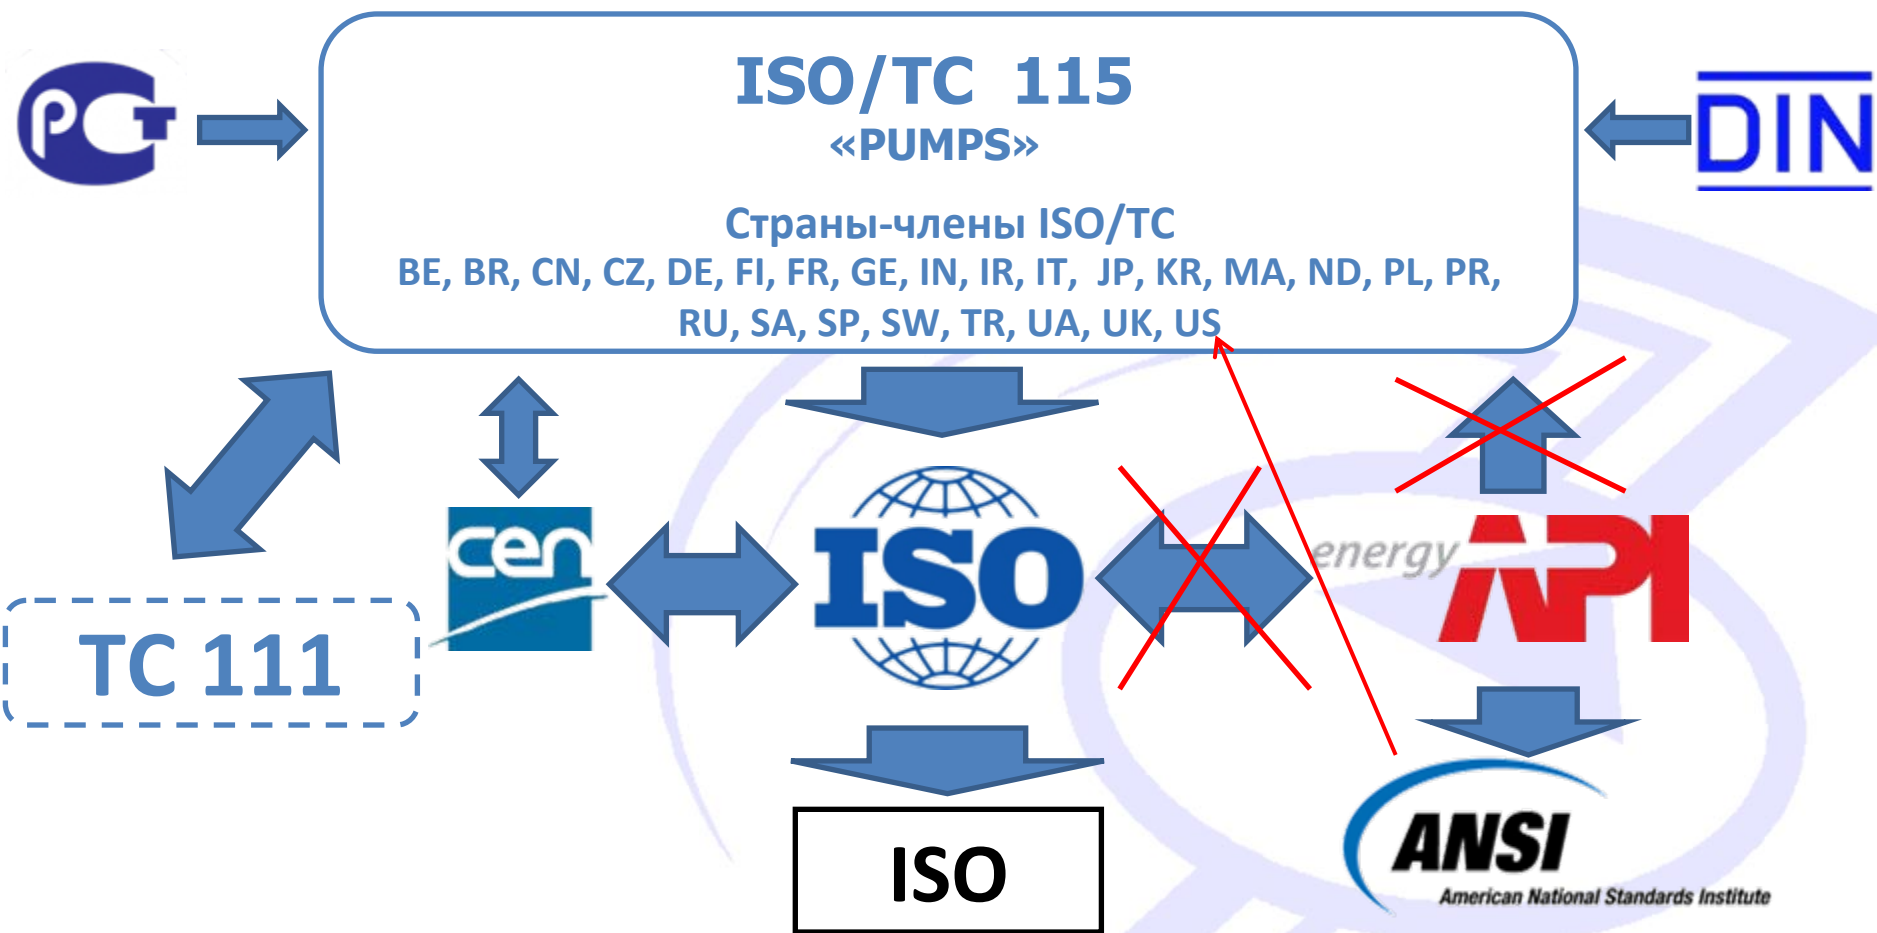 РСТ
ISO/TC 115
«PUMPS»
Страны-члены ISO/TC
BE, BR, CN, CZ, DE, FI, FR, GE, IN, IR, IT, JP, KR, MA, ND, PL, PR,
RU, SA, SP, SW, TR, UA, UK, US
DIN
cen
ISO
energy API
TC 111
ISO
ANSI
American National Standards Institute